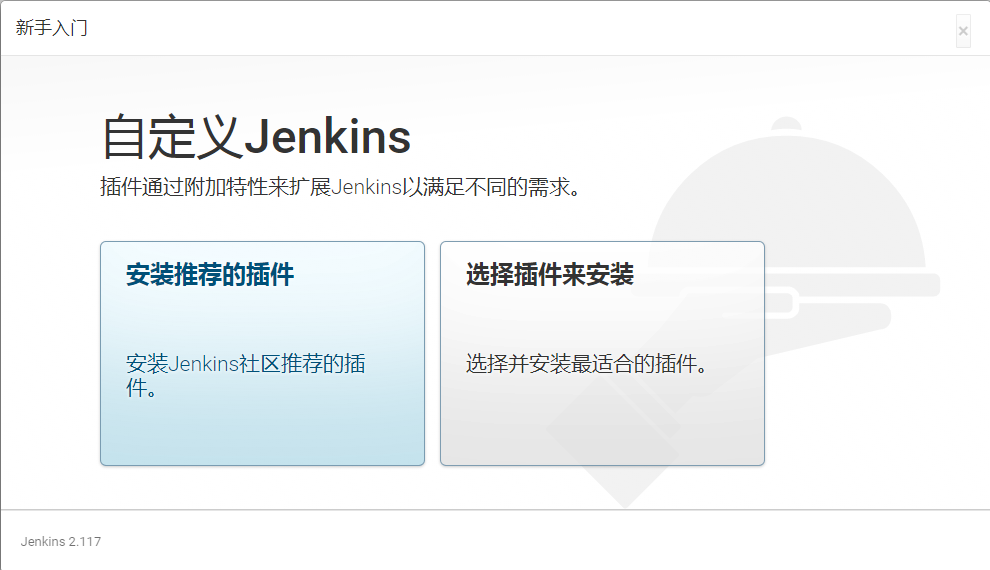 新手入门
×
自定义Jenkins
插件通过附加特性来扩展Jenkins以满足不同的需求。
安装推荐的插件
安装Jenkins社区推荐的插
件。
选择插件来安装
选择并安装最适合的插件。
Jenkins 2.117